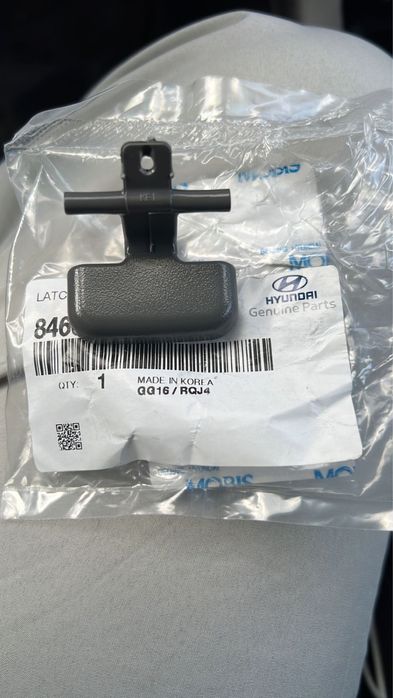 MOBIS
LATC
HYUNDAI
Genuine Parts
846
QTY: 1
MADE IN KOREA
GG16 / RQJ4
MOBIS